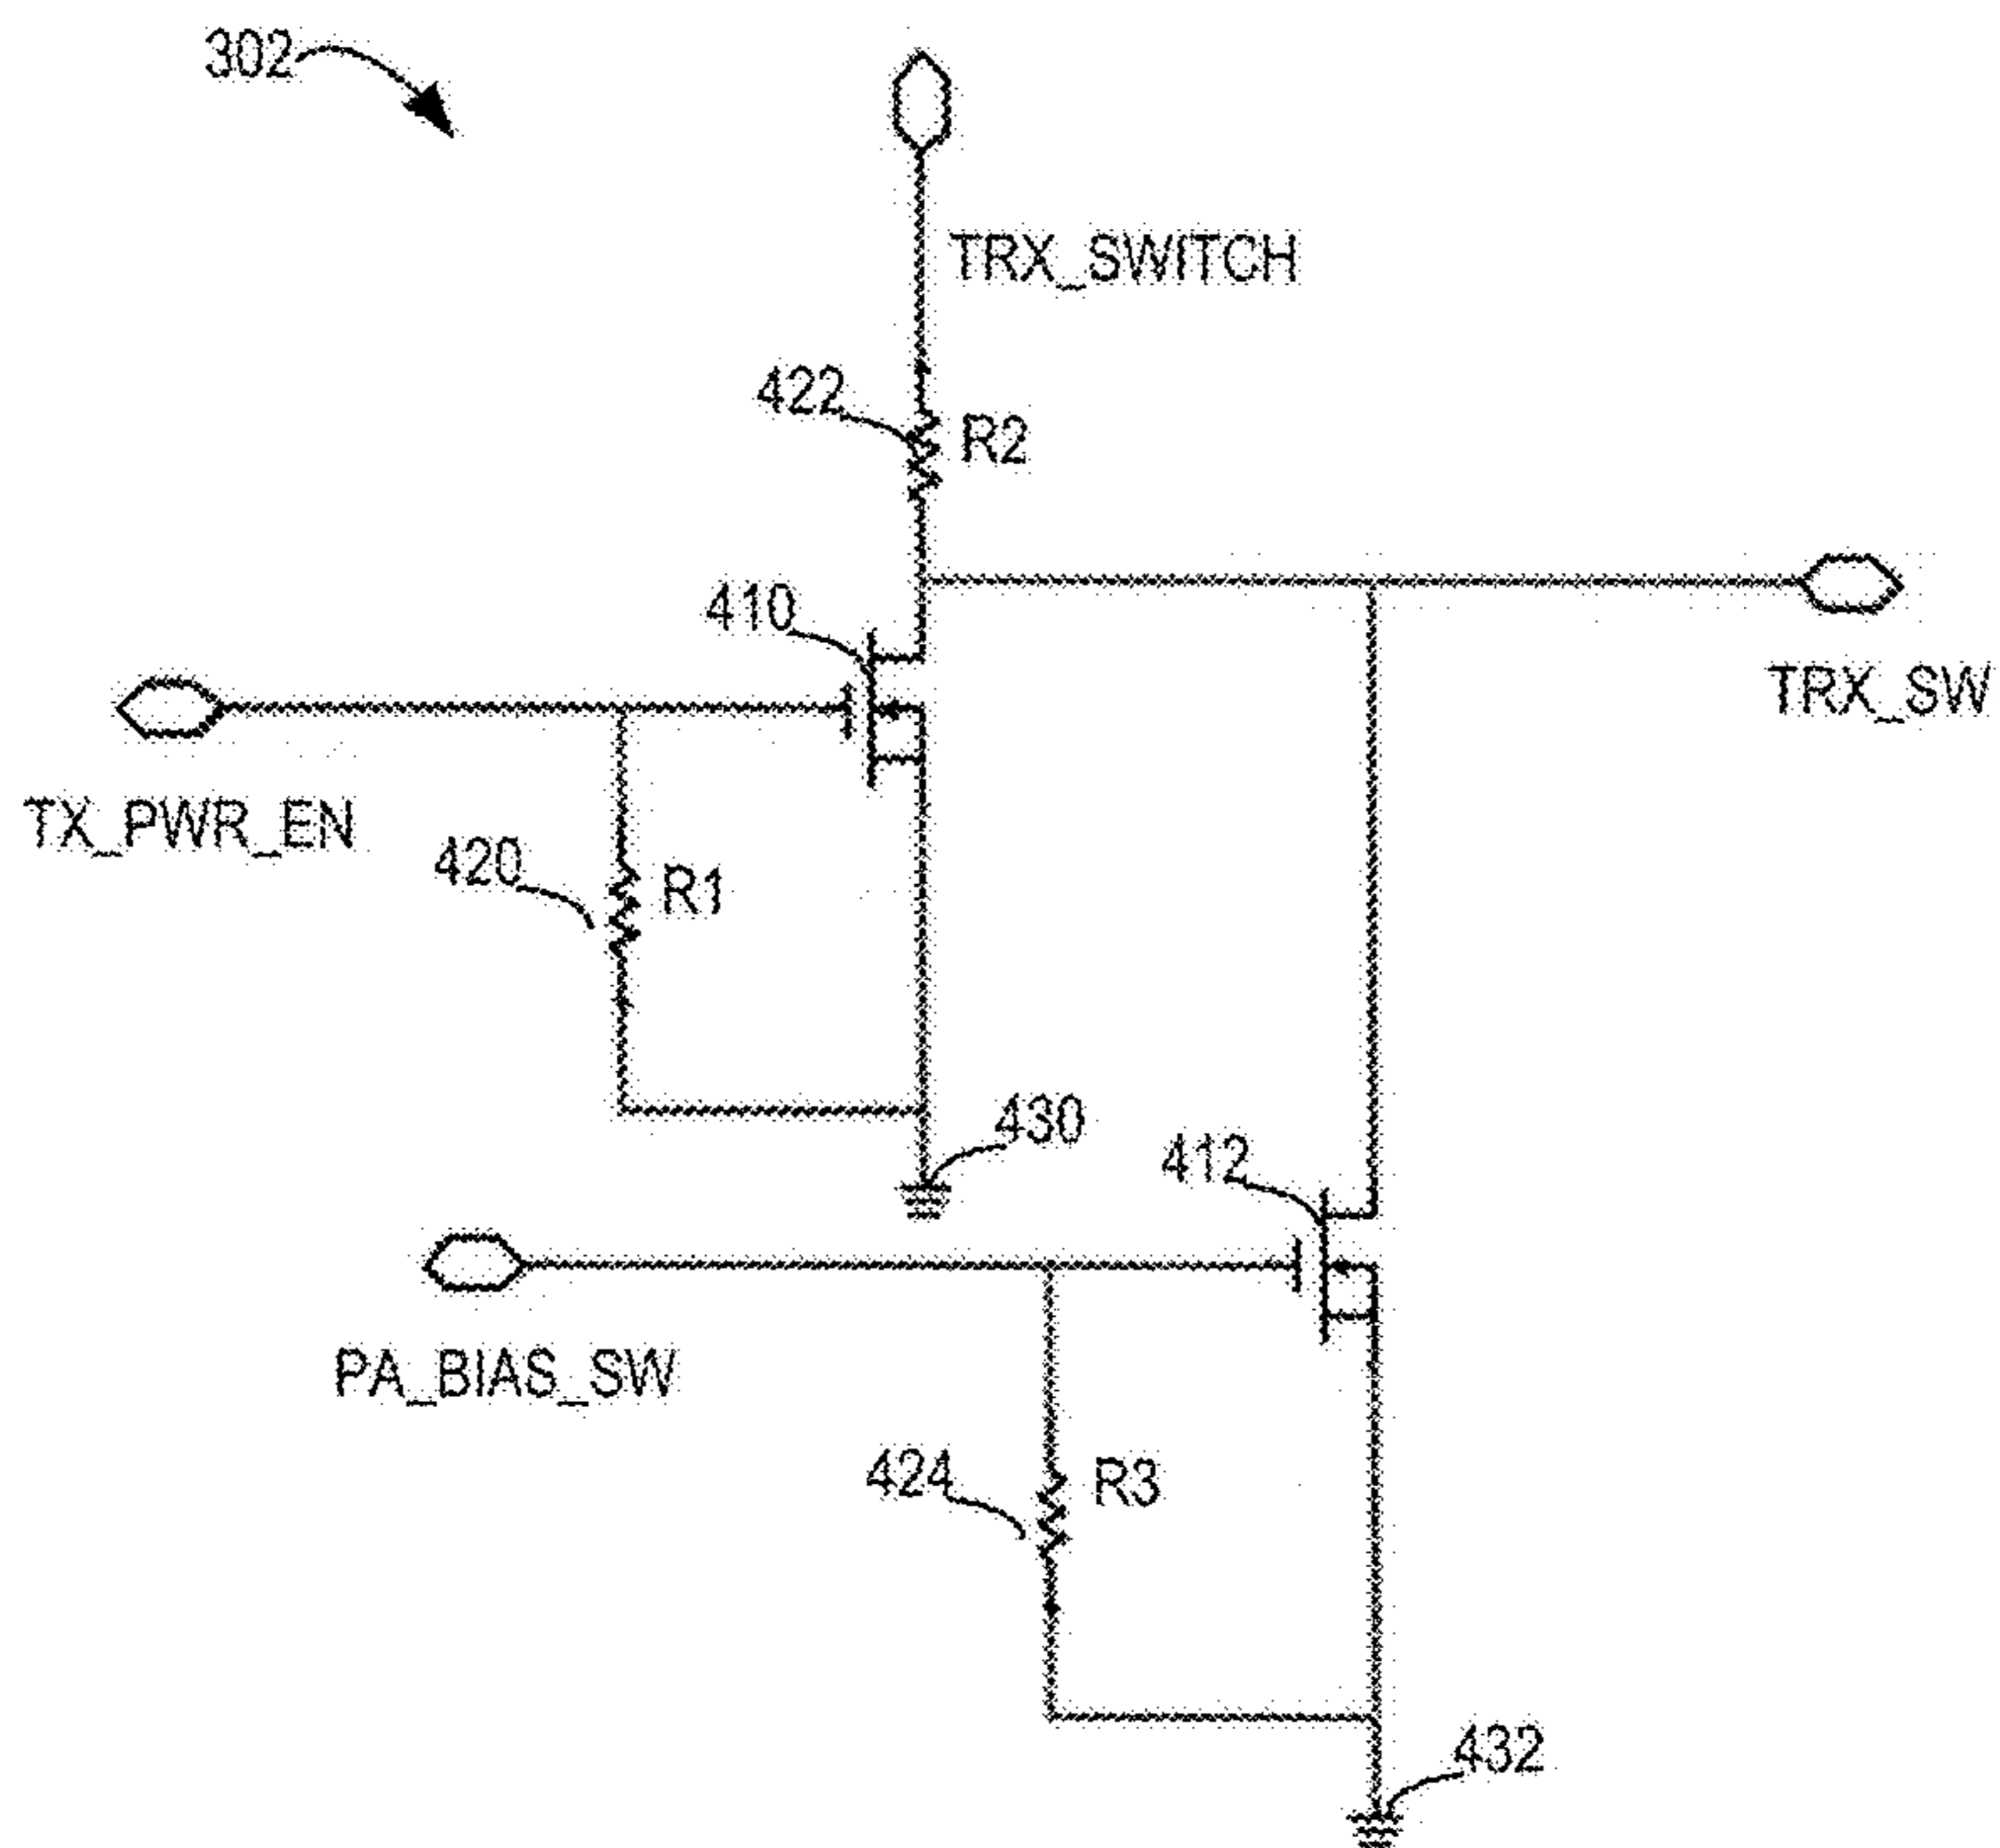 302
TRX_SWITCH
422
R2
410
TRX_SW
TX_PWR_EN
420
R1
430
412
PA_BIAS_SW
424
R3
432